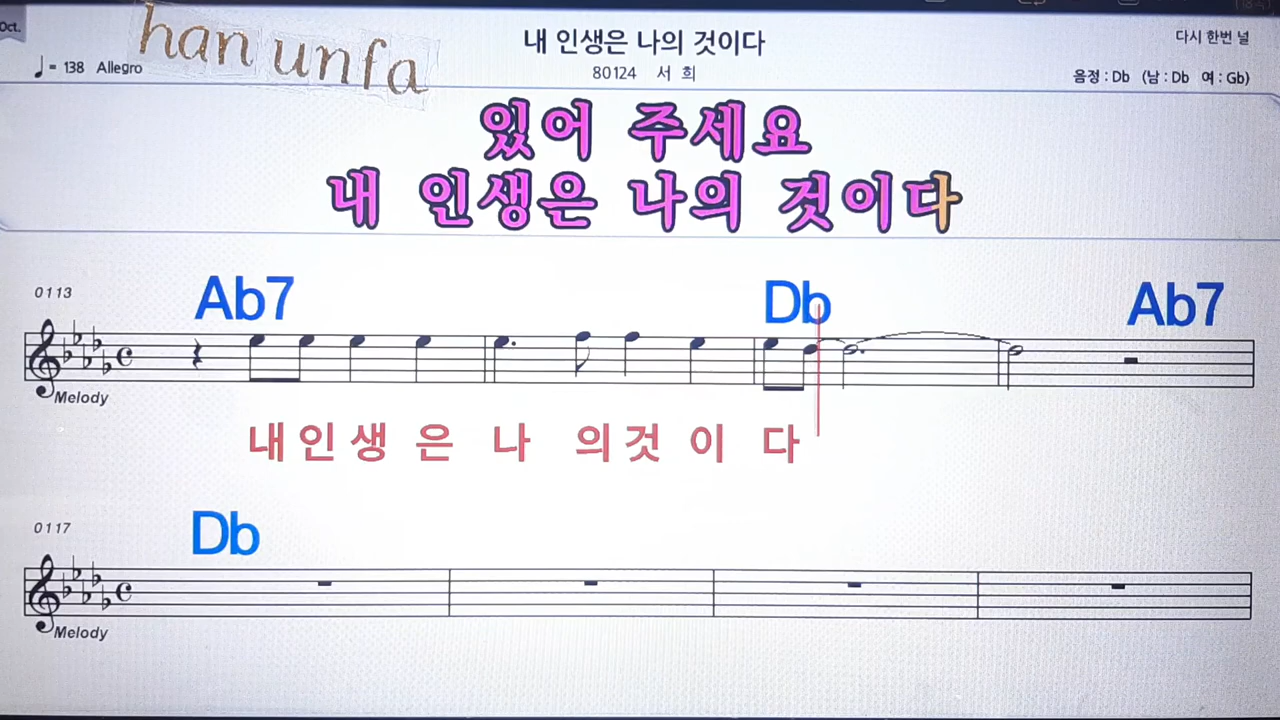 Oct.
han unfa
내 인생은 나의 것이다
다시 한번 널
♩= 138 Allegro
80124 서 희
음정 : Db (남 : Db 여 : Gb)
있어 주세요
내 인생은 나의 것이다
0113
Ab7 Db Ab7
Melody
내 인 생 은 나 의 것 이 다
0117
Db
Melody